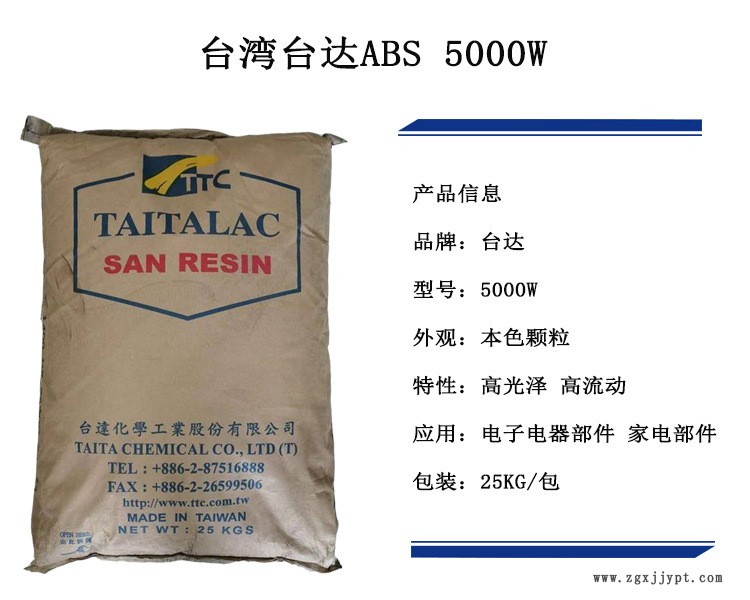 台湾台达ABS 5000W
TTC
TAITALAC
SAN RESIN
台達化學工業股份有限公司
TAITA CHEMICAL CO., LTD (T)
TEL : +886-2-87516888
FAX : +886-2-26599506
http://www.ttc.com.tw
MADE IN TAIWAN
NET WT : 25 KGS
产品信息
品牌：台达
型号：5000W
外观：本色颗粒
特性：高光泽 高流动
应用：电子电器部件 家电部件
包装：25KG/包
www.zgxjjypt.com